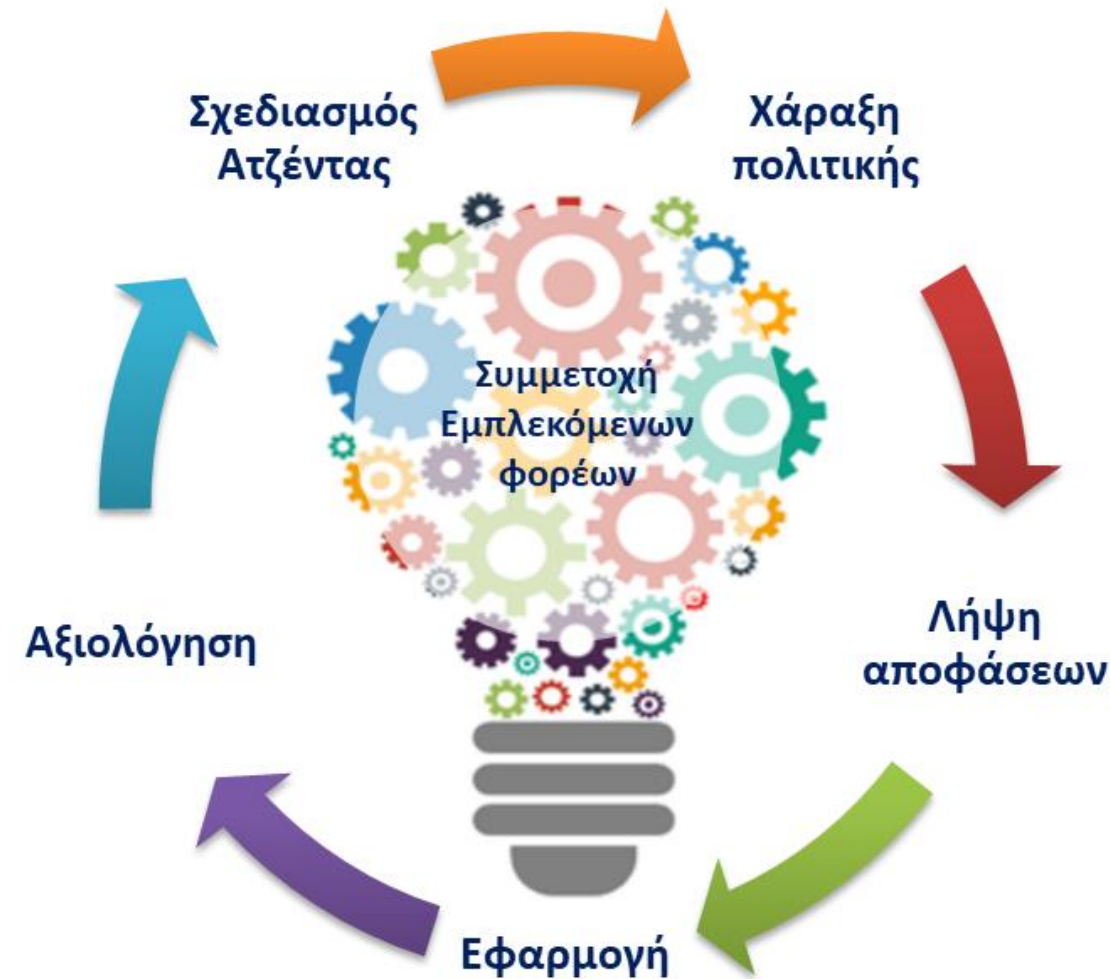 Σχεδιασμός
Ατζέντας
Χάραξη
πολιτικής
Συμμετοχή
Εμπλεκόμενων
φορέων
Λήψη
αποφάσεων
Αξιολόγηση
Εφαρμογή